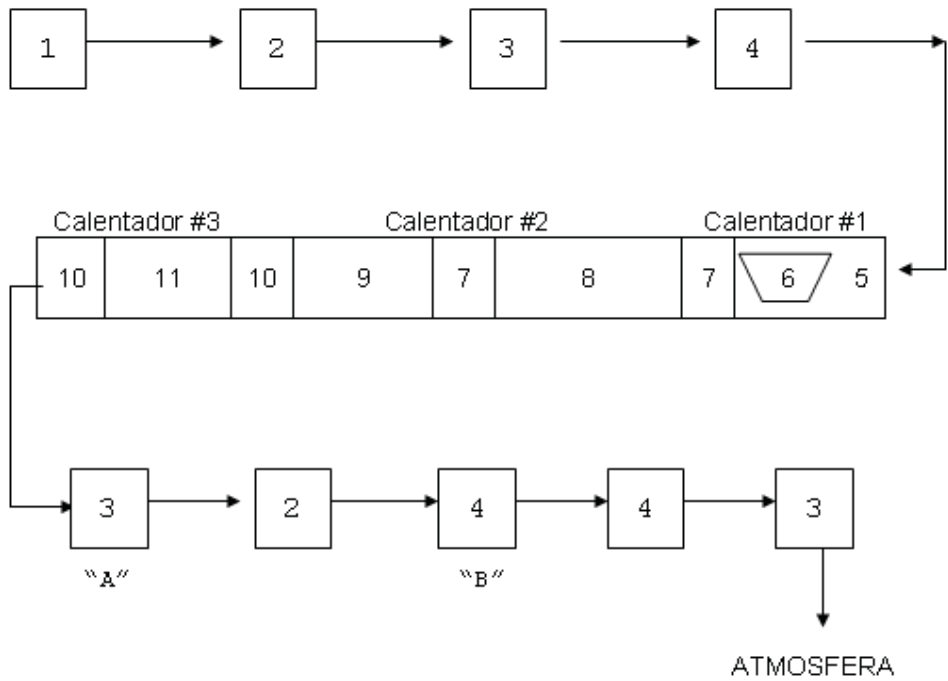 1 2 3 4
Calentador #3 Calentador #2 Calentador #1
10 11 10 9 7 8 7 6 5
3 2 4 4 3
“A” “B”
ATMOSFERA